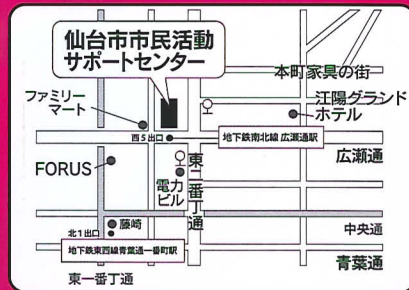 仙台市市民活動
サポートセンター
本町家具の街
ファミリー
マート
江陽グランド
ホテル
西5出口
地下鉄南北線 広瀬通駅
広瀬通
FORUS
電力
ビル
東二番丁通
藤崎
北1出口
中央通
地下鉄東西線青葉通一番町駅
青葉通
東一番丁通